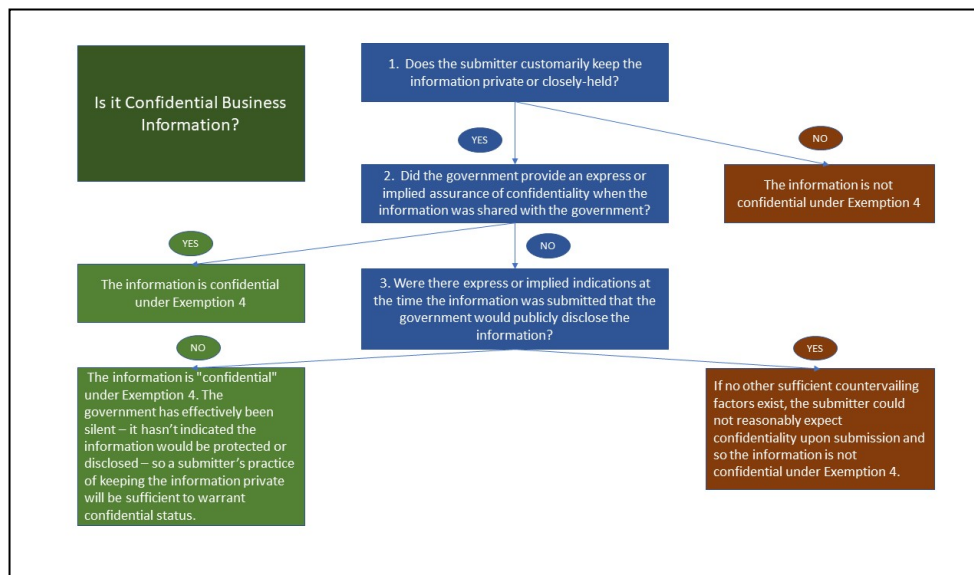 Is it Confidential Business
Information?
1. Does the submitter customarily keep the
information private or closely-held?
YES
NO
2. Did the government provide an express or
implied assurance of confidentiality when the
information was shared with the government?
The information is not
confidential under Exemption 4
YES
NO
The information is confidential
under Exemption 4
3. Were there express or implied indications at
the time the information was submitted that the
government would publicly disclose the
information?
NO
YES
The information is "confidential"
under Exemption 4. The
government has effectively been
silent – it hasn't indicated the
information would be protected or
disclosed – so a submitter's practice
of keeping the information private
will be sufficient to warrant
confidential status.
If no other sufficient countervailing
factors exist, the submitter could
not reasonably expect
confidentiality upon submission and
so the information is not
confidential under Exemption 4.